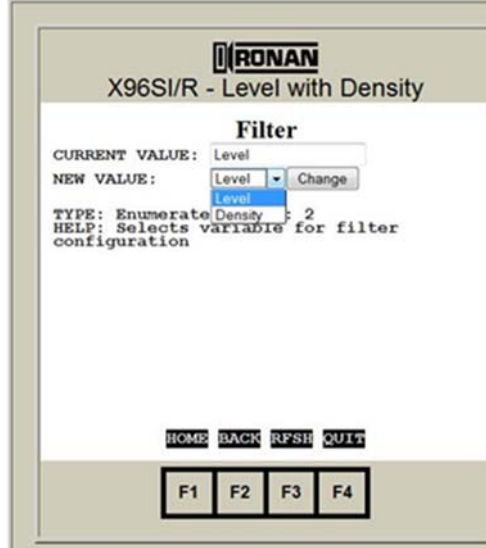 RONAN
X96SI/R - Level with Density
Filter
CURRENT VALUE: Level
NEW VALUE: Level Change
Level
Density
TYPE: Enumerate : 2
HELP: Selects variable for filter
configuration
HOME BACK RFSH QUIT
F1 F2 F3 F4